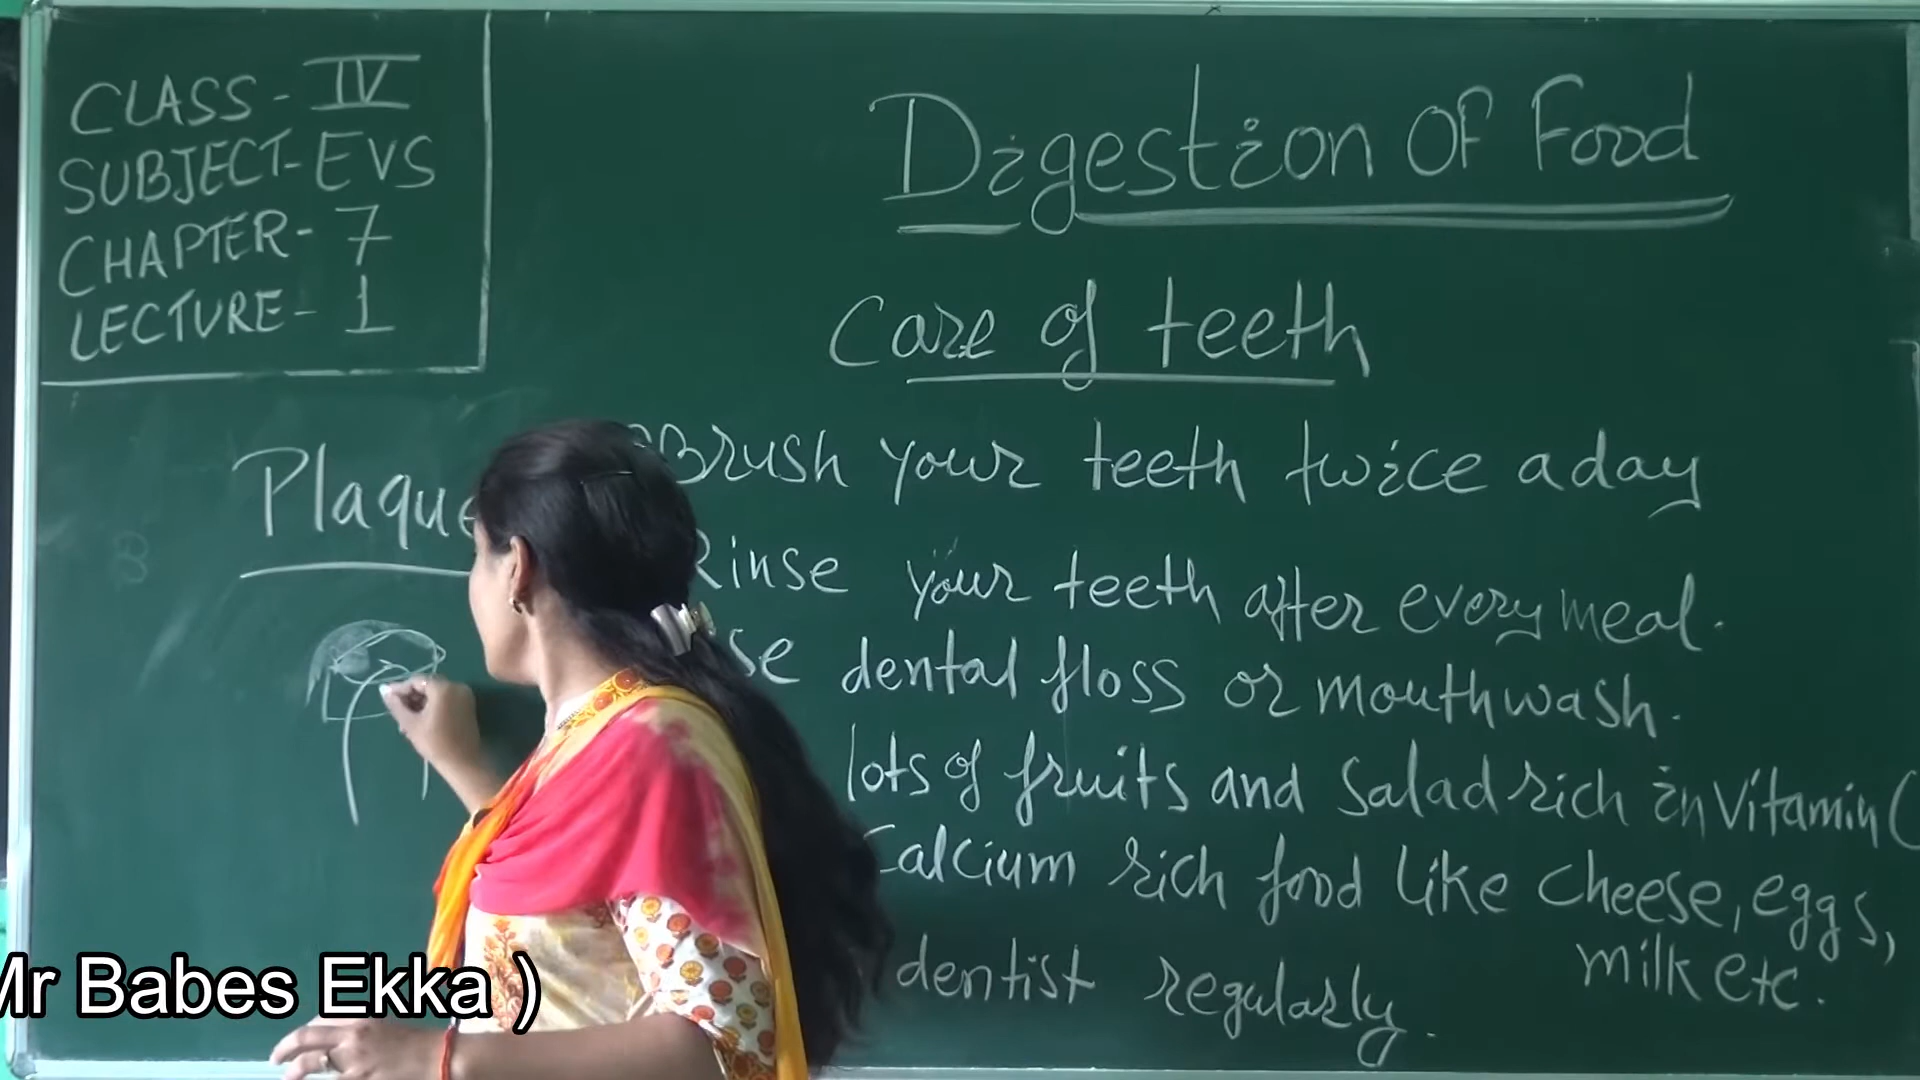 CLASS - IV
SUBJECT - EVS
CHAPTER - 7
LECTURE - 1
Digestion OF Food
Care of teeth
Plaque
Brush your teeth twice a day
Rinse your teeth after every meal.
se dental floss or mouthwash.
lots of fruits and Salad rich in Vitamin C
Calcium rich food like cheese, eggs,
milk etc.
dentist regularly.
Mr Babes Ekka )